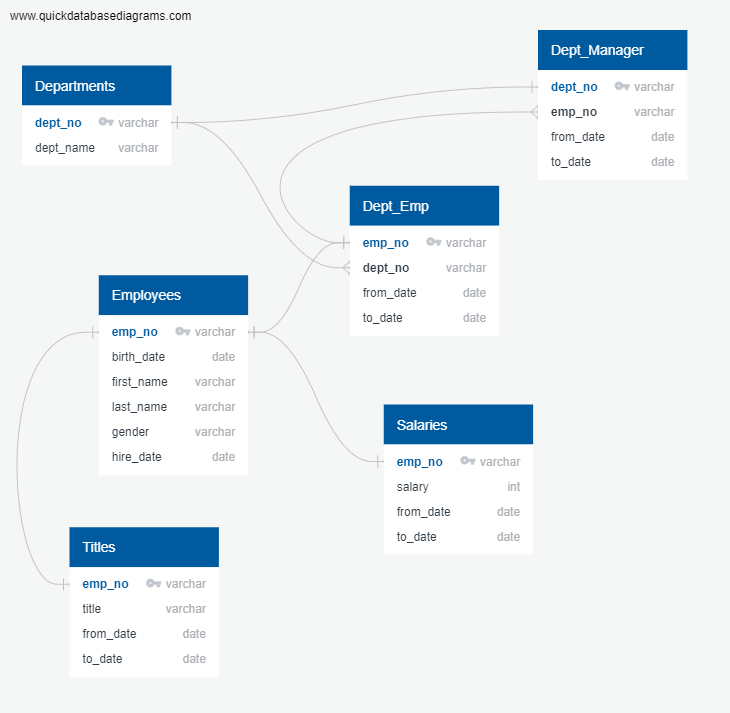 www.quickdatabasediagrams.com
Departments
dept_no varchar
dept_name varchar
Dept_Manager
dept_no varchar
emp_no varchar
from_date date
to_date date
Dept_Emp
emp_no varchar
dept_no varchar
from_date date
to_date date
Employees
emp_no varchar
birth_date date
first_name varchar
last_name varchar
gender varchar
hire_date date
Salaries
emp_no varchar
salary int
from_date date
to_date date
Titles
emp_no varchar
title varchar
from_date date
to_date date